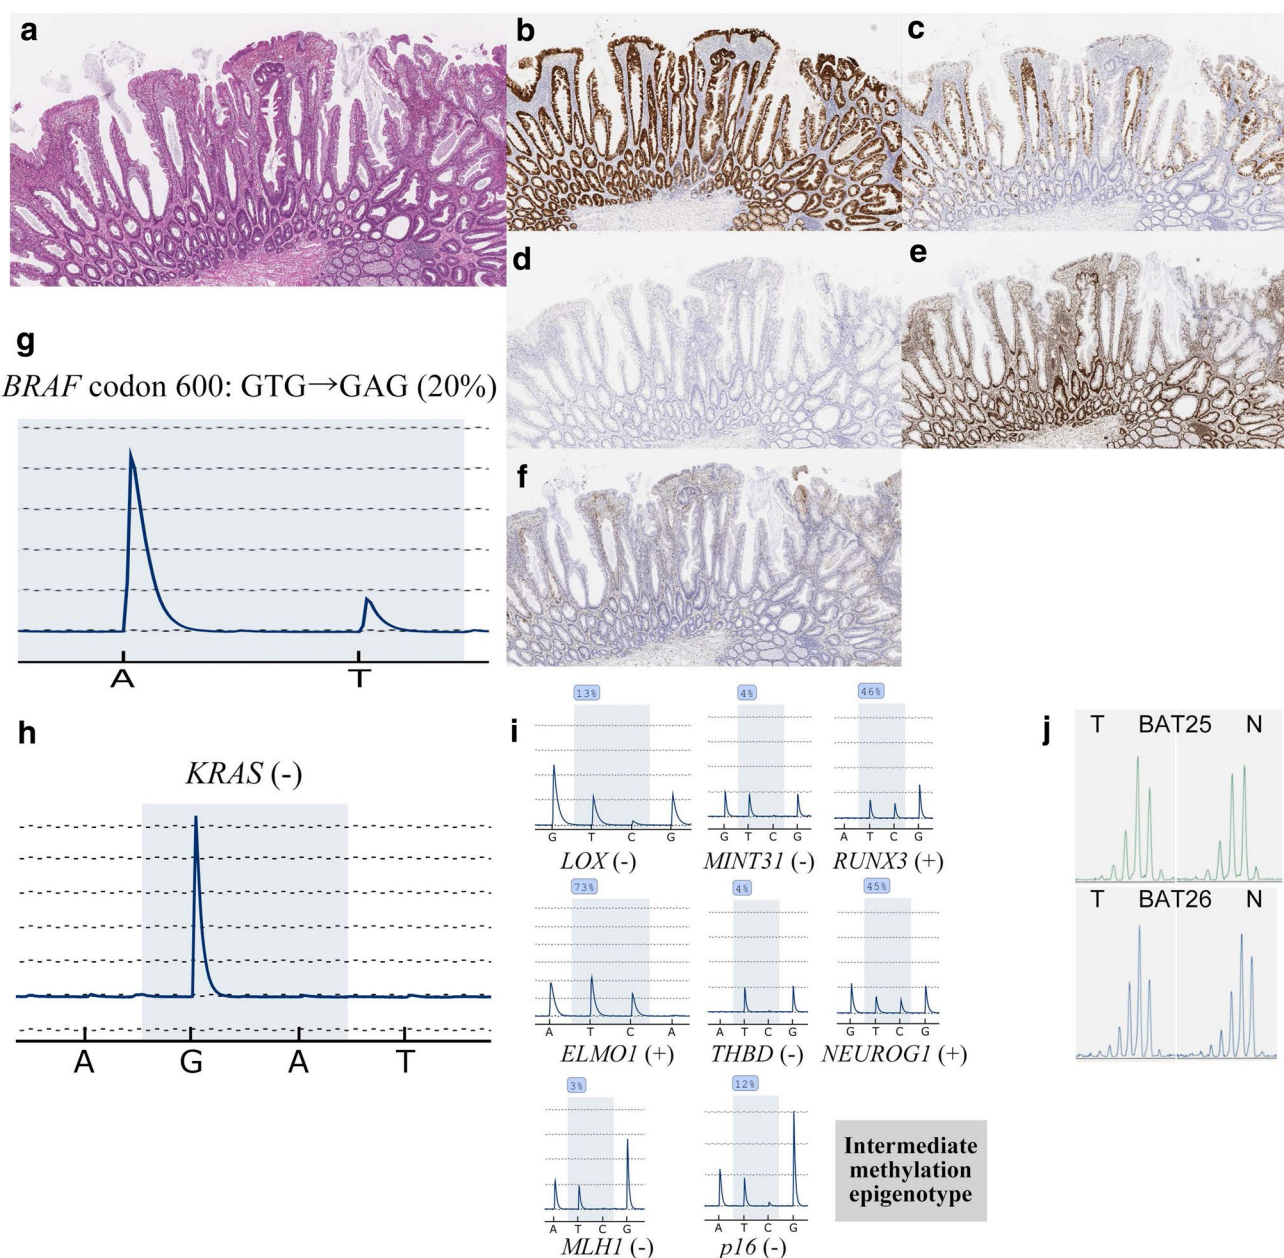 a
b
c
d
e
f
g
BRAF codon 600: GTG→GAG (20%)
A T
h
KRAS (-)
A G A T
i
13%
G T C G
LOX (-)
4%
G T C G
MINT31 (-)
46%
A T C G
RUNX3 (+)
73%
A T C A
ELMO1 (+)
4%
A T C G
THBD (-)
45%
G T C G
NEUROG1 (+)
3%
A T C G
MLH1 (-)
12%
A T C G
p16 (-)
Intermediate
methylation
epigenotype
j
T BAT25 N
T BAT26 N